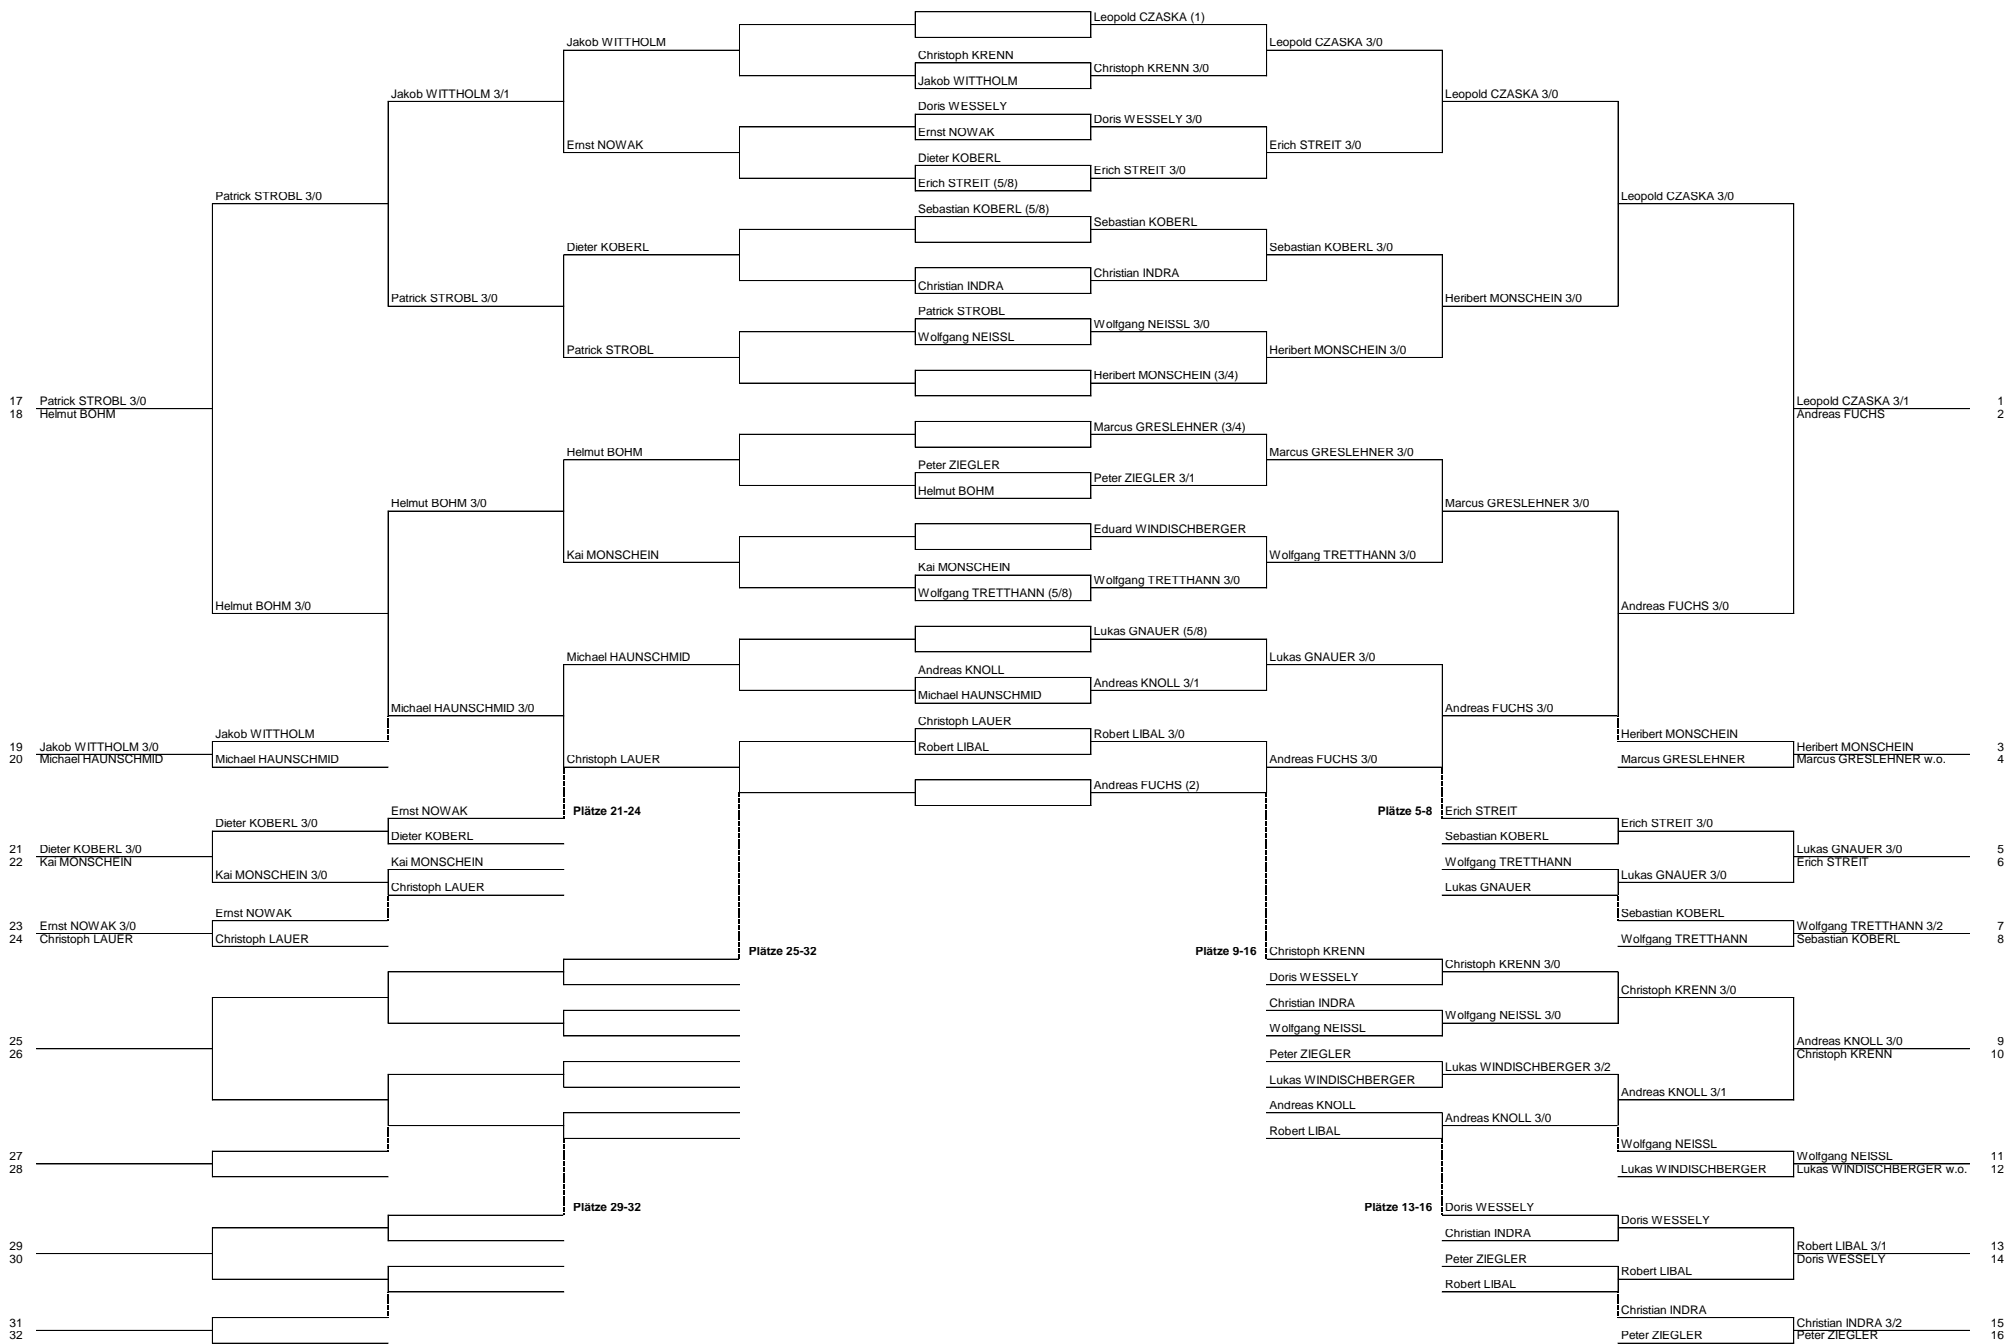 Leopold CZASKA (1)
Jakob WITTHOLM
Leopold CZASKA 3/0
Christoph KRENN
Christoph KRENN 3/0
Jakob WITTHOLM
Jakob WITTHOLM 3/1
Leopold CZASKA 3/0
Doris WESSELY
Doris WESSELY 3/0
Ernst NOWAK
Ernst NOWAK
Erich STREIT 3/0
Dieter KÖBERL
Erich STREIT 3/0
Erich STREIT (5/8)
Patrick STROBL 3/0
Leopold CZASKA 3/0
Sebastian KÖBERL (5/8)
Sebastian KÖBERL
Dieter KÖBERL
Sebastian KÖBERL 3/0
Christian INDRA
Christian INDRA
Patrick STROBL 3/0
Heribert MONSCHEIN 3/0
Patrick STROBL
Wolfgang NEISSL 3/0
Wolfgang NEISSL
Patrick STROBL
Heribert MONSCHEIN 3/0
Heribert MONSCHEIN (3/4)
17 Patrick STROBL 3/0
Leopold CZASKA 3/1 1
18 Helmut BÖHM
Andreas FUCHS 2
Marcus GRESLEHNER (3/4)
Helmut BÖHM
Marcus GRESLEHNER 3/0
Peter ZIEGLER
Peter ZIEGLER 3/1
Helmut BÖHM
Helmut BÖHM 3/0
Marcus GRESLEHNER 3/0
Eduard WINDISCHBERGER
Kai MONSCHEIN
Wolfgang TRETTHANN 3/0
Kai MONSCHEIN
Wolfgang TRETTHANN 3/0
Wolfgang TRETTHANN (5/8)
Helmut BÖHM 3/0
Andreas FUCHS 3/0
Lukas GNAUER (5/8)
Michael HAUNSCHMID
Lukas GNAUER 3/0
Andreas KNOLL
Andreas KNOLL 3/1
Michael HAUNSCHMID
Michael HAUNSCHMID 3/0
Andreas FUCHS 3/0
Christoph LAUER
Jakob WITTHOLM
Robert LIBAL 3/0
Heribert MONSCHEIN
19 Jakob WITTHOLM 3/0
Robert LIBAL
Heribert MONSCHEIN 3
20 Michael HAUNSCHMID
Michael HAUNSCHMID
Christoph LAUER
Andreas FUCHS 3/0
Marcus GRESLEHNER
Marcus GRESLEHNER w.o. 4
Andreas FUCHS (2)
Ernst NOWAK
Plätze 21-24
Plätze 5-8
Erich STREIT
Dieter KÖBERL 3/0
Erich STREIT 3/0
Dieter KÖBERL
Sebastian KÖBERL
21 Dieter KÖBERL 3/0
Lukas GNAUER 3/0 5
22 Kai MONSCHEIN
Kai MONSCHEIN
Wolfgang TRETTHANN
Erich STREIT 6
Kai MONSCHEIN 3/0
Lukas GNAUER 3/0
Christoph LAUER
Lukas GNAUER
Ernst NOWAK
Sebastian KÖBERL
23 Ernst NOWAK 3/0
Wolfgang TRETTHANN 3/2 7
24 Christoph LAUER
Christoph LAUER
Wolfgang TRETTHANN
Sebastian KÖBERL 8
Plätze 25-32
Plätze 9-16
Christoph KRENN
Christoph KRENN 3/0
Doris WESSELY
Christoph KRENN 3/0
Christian INDRA
Wolfgang NEISSL 3/0
Wolfgang NEISSL
25
Andreas KNOLL 3/0 9
26
Peter ZIEGLER
Christoph KRENN 10
Lukas WINDISCHBERGER 3/2
Lukas WINDISCHBERGER
Andreas KNOLL 3/1
Andreas KNOLL
Andreas KNOLL 3/0
Robert LIBAL
Wolfgang NEISSL
27
Wolfgang NEISSL 11
28
Lukas WINDISCHBERGER
Lukas WINDISCHBERGER w.o. 12
Plätze 29-32
Plätze 13-16
Doris WESSELY
Doris WESSELY
Christian INDRA
29
Robert LIBAL 3/1 13
30
Peter ZIEGLER
Doris WESSELY 14
Robert LIBAL
Robert LIBAL
Christian INDRA
31
Christian INDRA 3/2 15
32
Peter ZIEGLER
Peter ZIEGLER 16